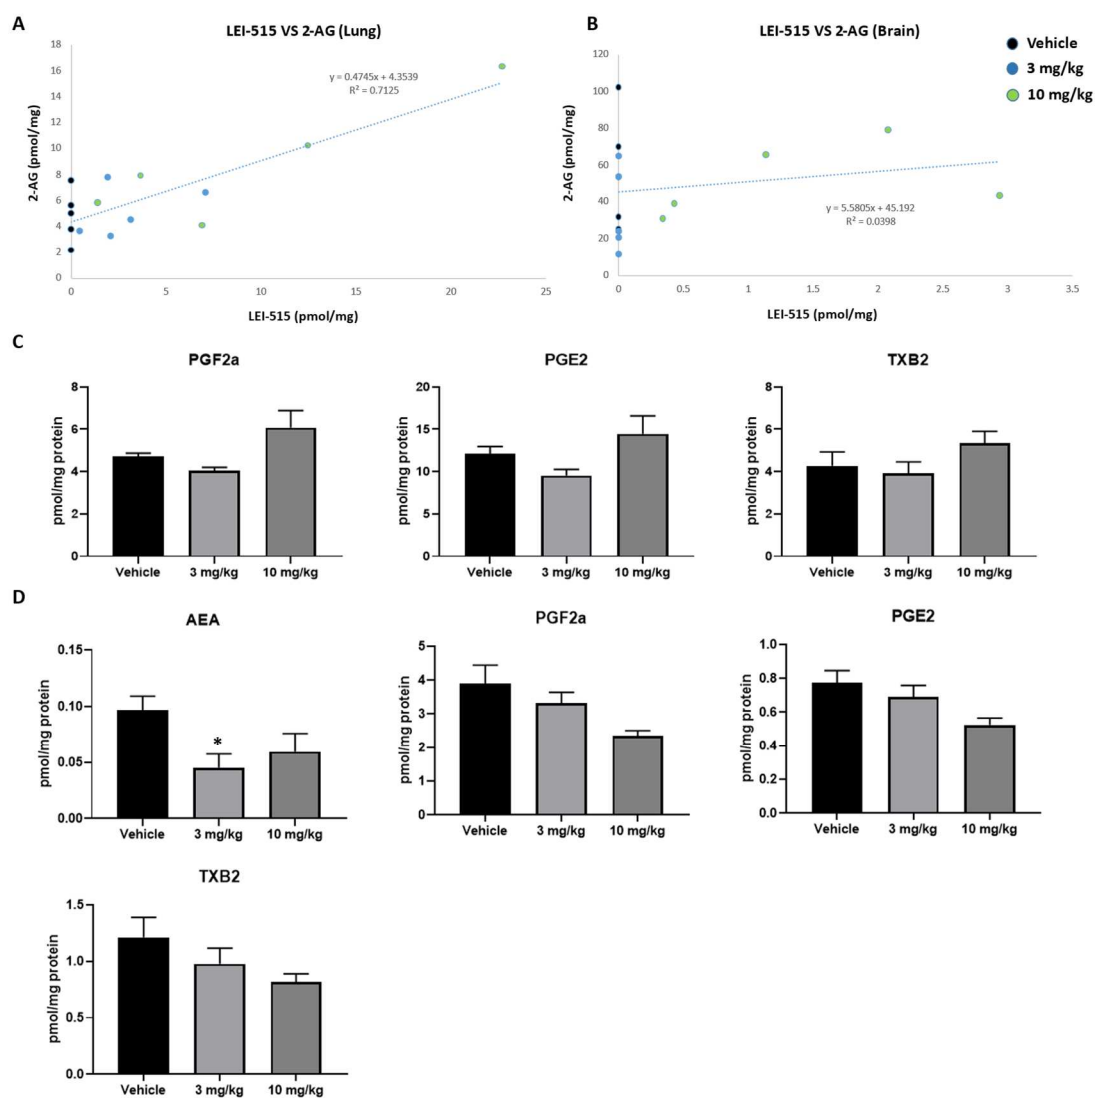 A
LEI-515 VS 2-AG (Lung)
18
16
14
12
10
8
6
4
2
0
2-AG (pmol/mg)
y = 0.4745x + 4.3539
R² = 0.7125
0 5 10 15 20 25
LEI-515 (pmol/mg)
B
LEI-515 VS 2-AG (Brain)
120
100
80
60
40
20
0
2-AG (pmol/mg)
y = 5.5805x + 45.192
R² = 0.0398
0 0.5 1 1.5 2 2.5 3 3.5
LEI-515 (pmol/mg)
Vehicle
3 mg/kg
10 mg/kg
C
PGF2a
8
6
4
2
0
pmol/mg protein
Vehicle 3 mg/kg 10 mg/kg
PGE2
20
15
10
5
0
pmol/mg protein
Vehicle 3 mg/kg 10 mg/kg
TXB2
8
6
4
2
0
pmol/mg protein
Vehicle 3 mg/kg 10 mg/kg
D
AEA
0.15
0.10
0.05
0.00
pmol/mg protein
*
Vehicle 3 mg/kg 10 mg/kg
PGF2a
5
4
3
2
1
0
pmol/mg protein
Vehicle 3 mg/kg 10 mg/kg
PGE2
1.0
0.8
0.6
0.4
0.2
0.0
pmol/mg protein
Vehicle 3 mg/kg 10 mg/kg
TXB2
1.5
1.0
0.5
0.0
pmol/mg protein
Vehicle 3 mg/kg 10 mg/kg